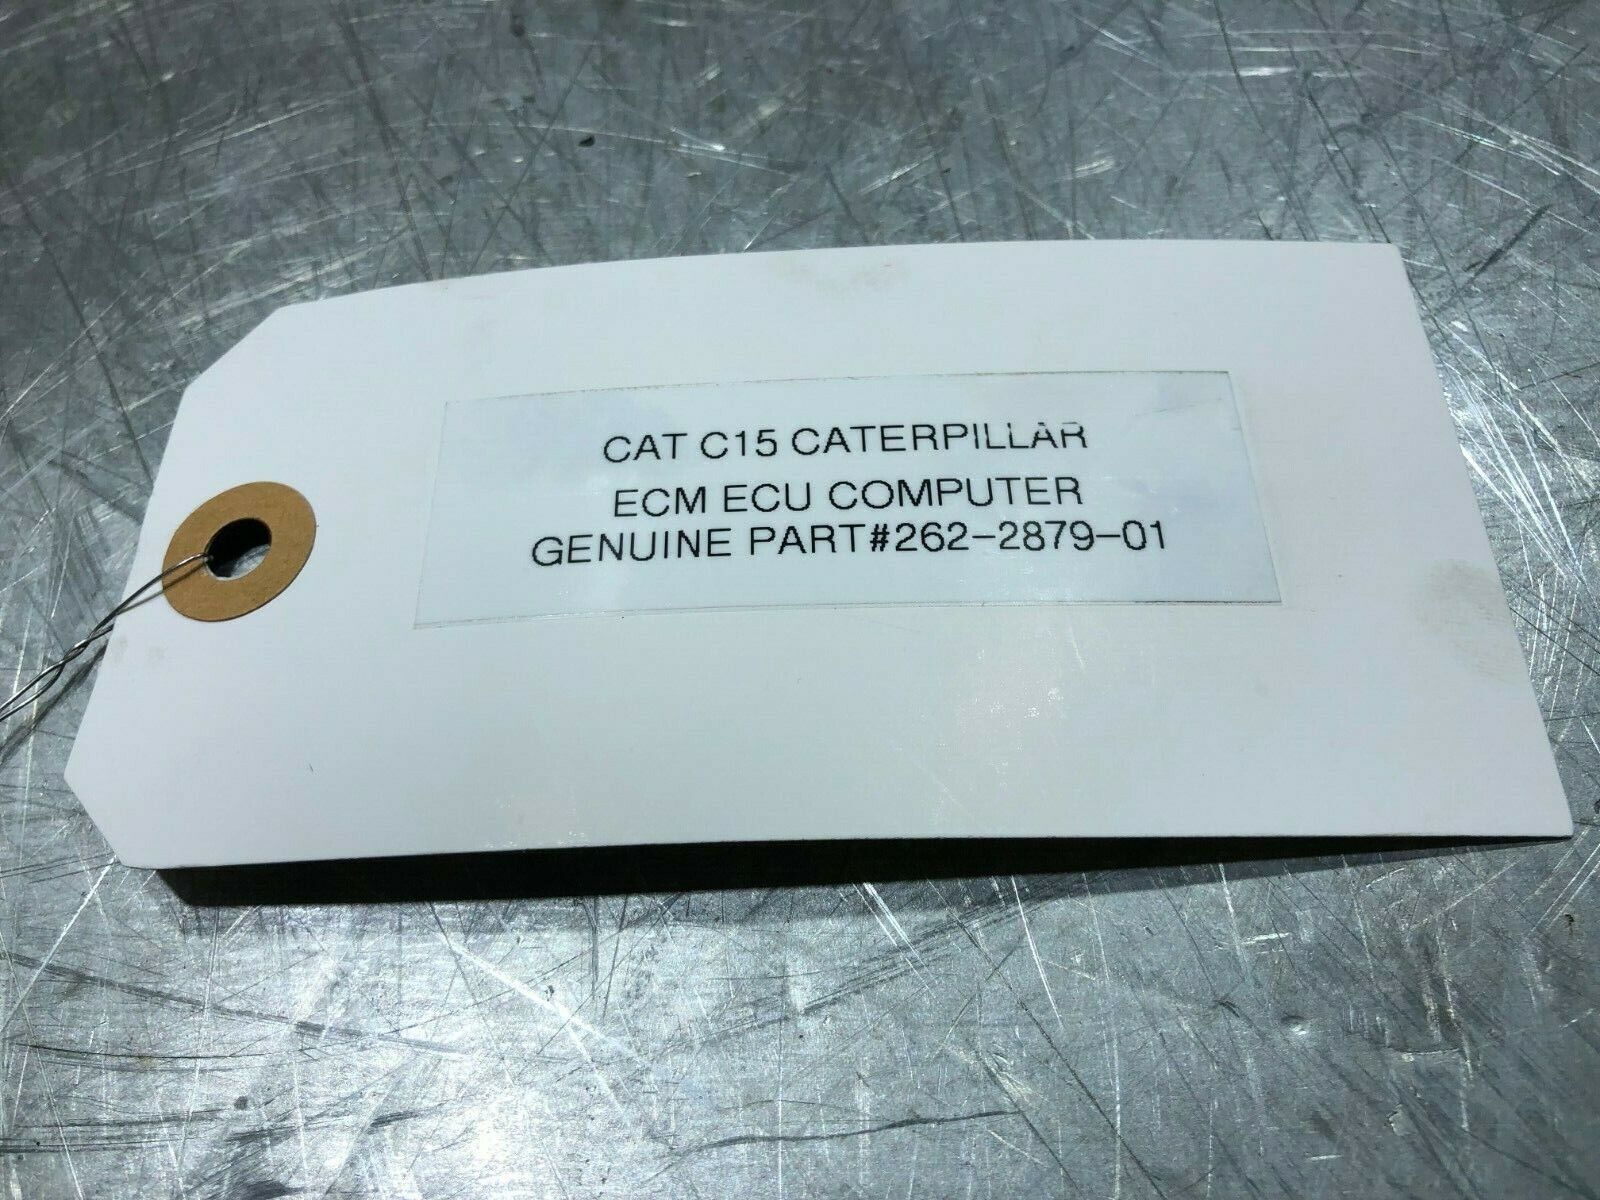 CAT C15 CATERPILLAR
ECM ECU COMPUTER
GENUINE PART#262-2879-01